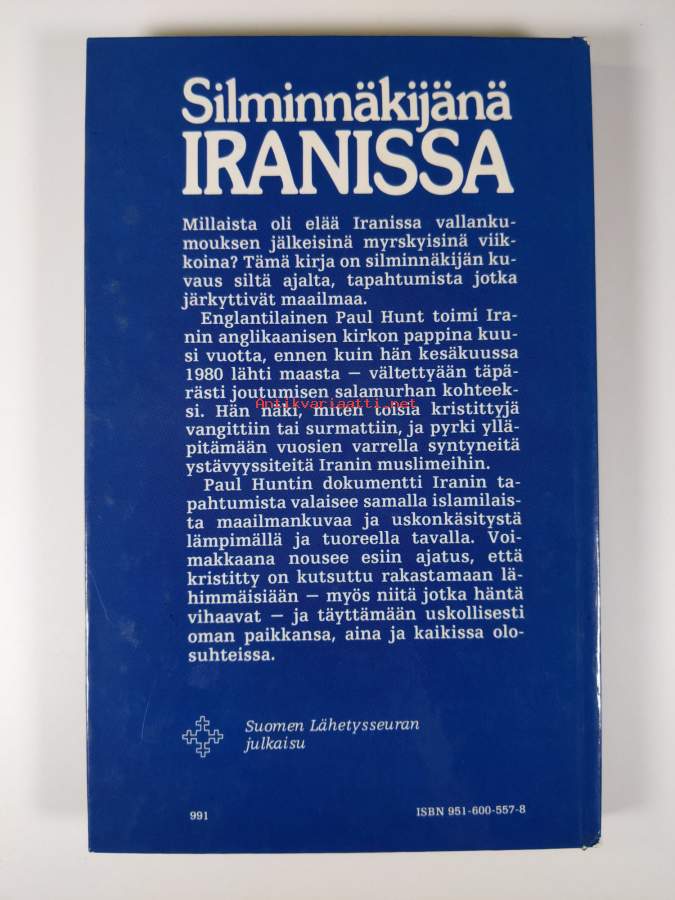 Silminnäkijänä
IRANISSA
Millaista oli elää Iranissa vallanku-
mouksen jälkeisinä myrskyisinä viik-
koina? Tämä kirja on silminnäkijän ku-
vaus siltä ajalta, tapahtumista jotka
järkyttivät maailmaa.
Englantilainen Paul Hunt toimi Ira-
nin anglikaanisen kirkon pappina kuu-
si vuotta, ennen kuin hän kesäkuussa
1980 lähti maasta – vältettyään täpä-
rästi joutumisen salamurhan kohteek-
Antikvariaatti.net
si. Hän näki, miten toisia kristittyjä
vangittiin tai surmattiin, ja pyrki yllä-
pitämään vuosien varrella syntyneitä
ystävyyssiteitä Iranin muslimeihin.
Paul Huntin dokumentti Iranin ta-
pahtumista valaisee samalla islamilais-
ta maailmankuvaa ja uskonkäsitystä
lämpimällä ja tuoreella tavalla. Voi-
makkaana nousee esiin ajatus, että
kristitty on kutsuttu rakastamaan lä-
himmäisiään – myös niitä jotka häntä
vihaavat – ja täyttämään uskollisesti
oman paikkansa, aina ja kaikissa olo-
suhteissa.
Suomen Lähetysseuran
julkaisu
991
ISBN 951-600-557-8